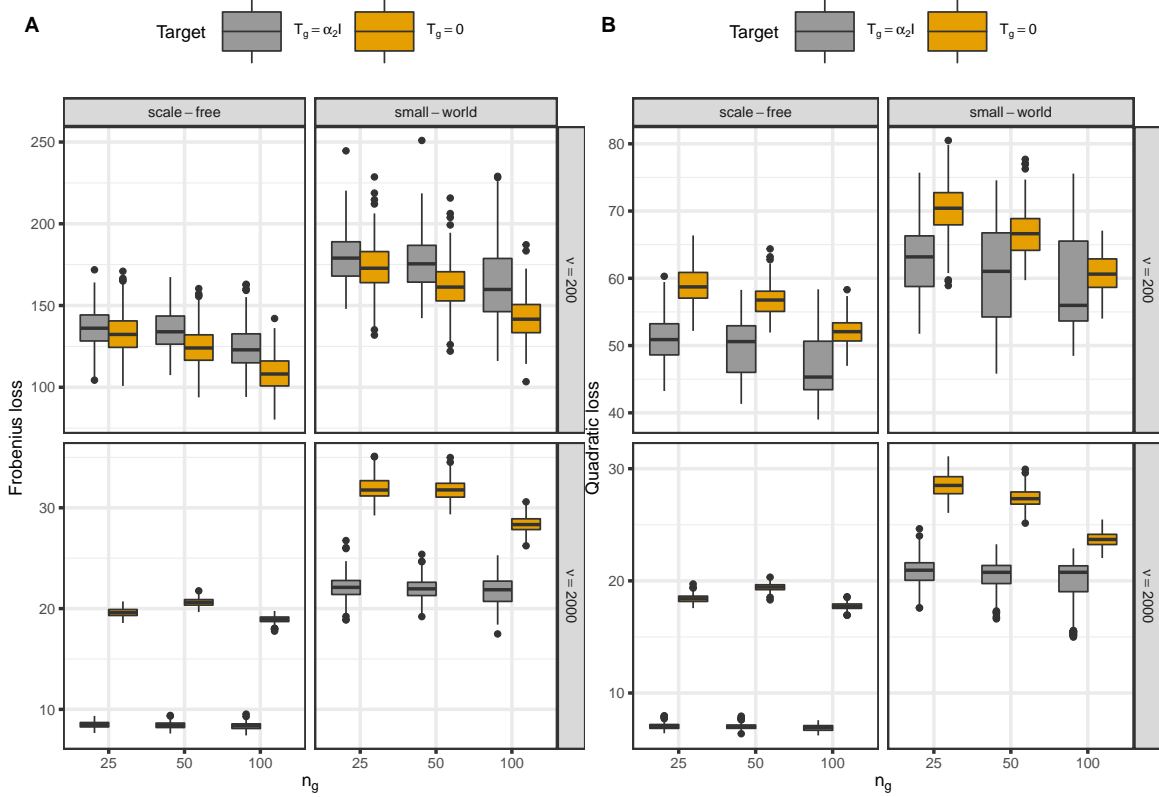 A
Target
T_g = α₂I
T_g = 0
scale − free
small − world
250
200
150
100
ν = 200
30
20
10
ν = 2000
Frobenius loss
25
50
100
25
50
100
n_g
B
Target
T_g = α₂I
T_g = 0
scale − free
small − world
80
70
60
50
40
ν = 200
30
20
10
ν = 2000
Quadratic loss
25
50
100
25
50
100
n_g